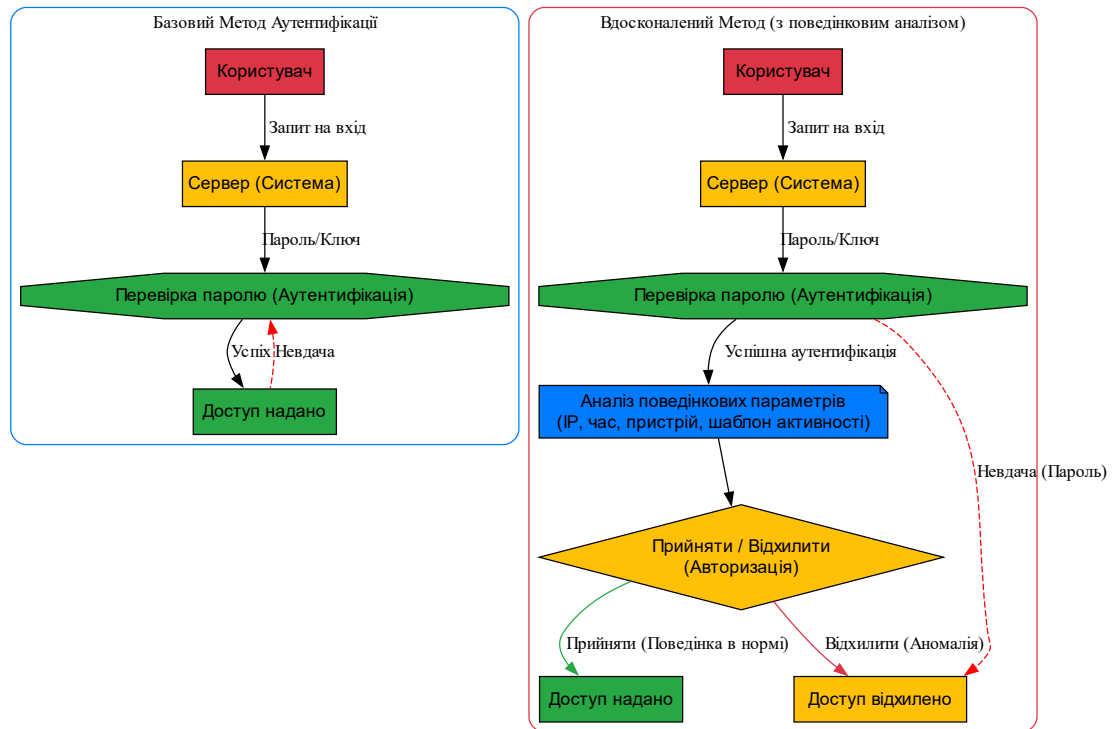 Базовий Метод Аутентифікації
Користувач
Запит на вхід
Сервер (Система)
Пароль/Ключ
Перевірка паролю (Аутентифікація)
Успіх
Невдача
Доступ надано
Вдосконалений Метод (з поведінковим аналізом)
Користувач
Запит на вхід
Сервер (Система)
Пароль/Ключ
Перевірка паролю (Аутентифікація)
Успішна аутентифікація
Аналіз поведінкових параметрів
(IP, час, пристрій, шаблон активності)
Невдача (Пароль)
Прийняти / Відхилити
(Авторизація)
Прийняти (Поведінка в нормі)
Відхилити (Аномалія)
Доступ надано
Доступ відхилено